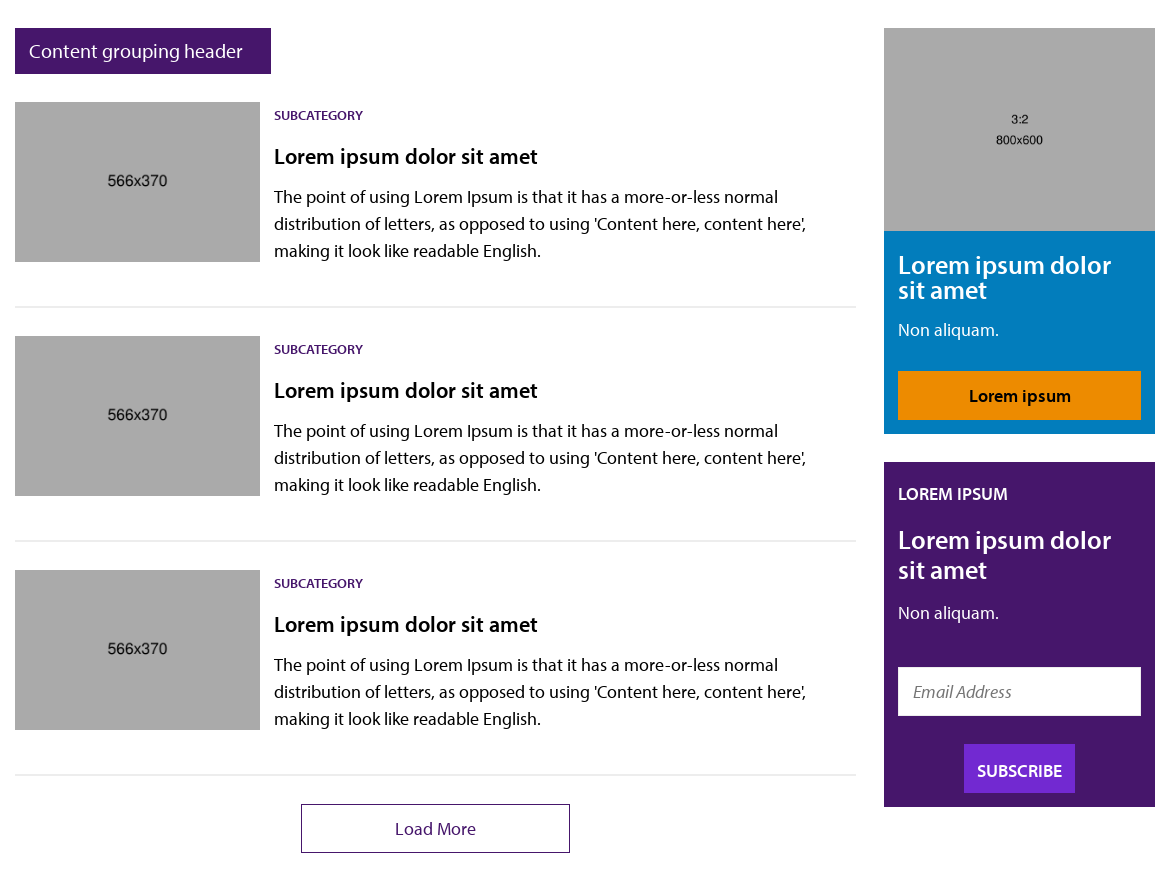 Content grouping header
566x370
SUBCATEGORY
Lorem ipsum dolor sit amet
The point of using Lorem Ipsum is that it has a more-or-less normal
distribution of letters, as opposed to using 'Content here, content here',
making it look like readable English.
566x370
SUBCATEGORY
Lorem ipsum dolor sit amet
The point of using Lorem Ipsum is that it has a more-or-less normal
distribution of letters, as opposed to using 'Content here, content here',
making it look like readable English.
566x370
SUBCATEGORY
Lorem ipsum dolor sit amet
The point of using Lorem Ipsum is that it has a more-or-less normal
distribution of letters, as opposed to using 'Content here, content here',
making it look like readable English.
Load More
3:2
800x600
Lorem ipsum dolor
sit amet
Non aliquam.
Lorem ipsum
LOREM IPSUM
Lorem ipsum dolor
sit amet
Non aliquam.
Email Address
SUBSCRIBE